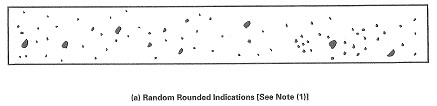 (a) Random Rounded Indications [See Note (1)]